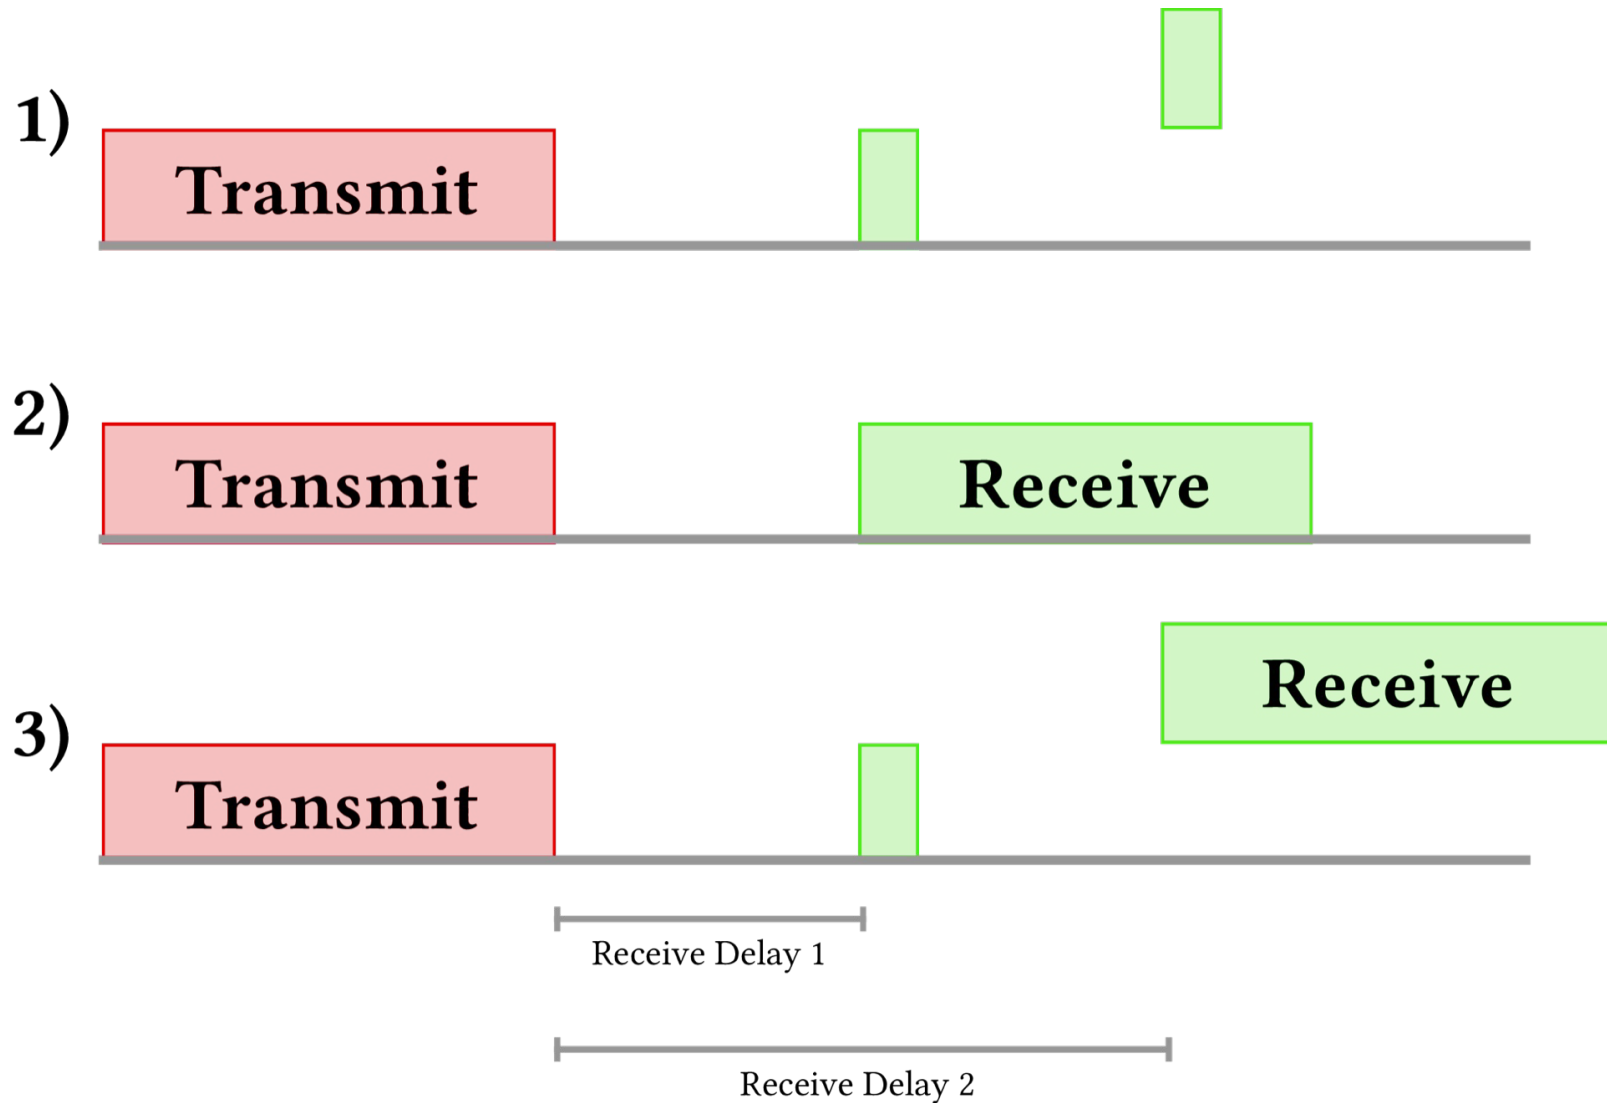 1)
Transmit
2)
Transmit
Receive
Receive
3)
Transmit
Receive Delay 1
Receive Delay 2